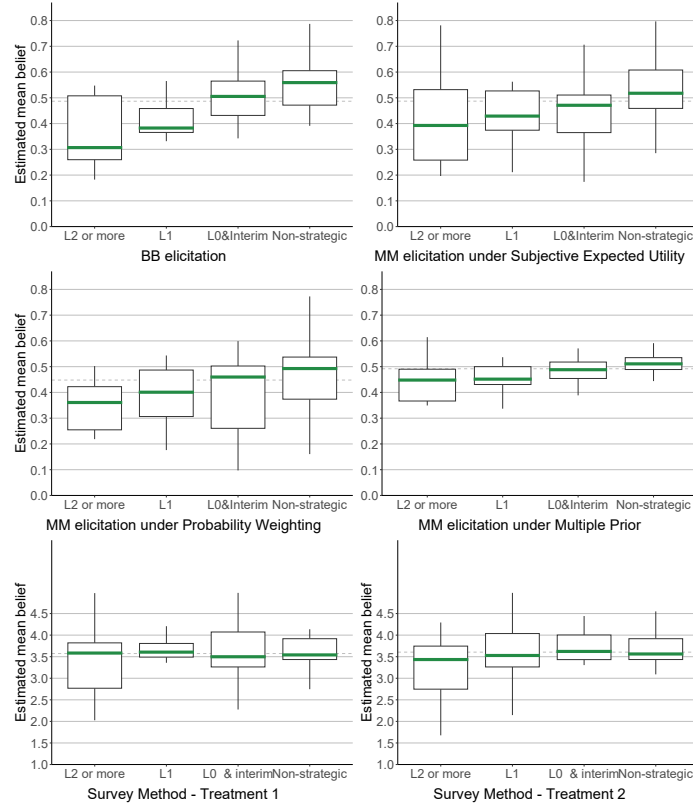 Estimated mean belief
0.8
0.7
0.6
0.5
0.4
0.3
0.2
0.1
0.0
L2 or more L1 L0&Interim Non-strategic
BB elicitation
Estimated mean belief
0.8
0.7
0.6
0.5
0.4
0.3
0.2
0.1
0.0
L2 or more L1 L0&Interim Non-strategic
MM elicitation under Subjective Expected Utility
Estimated mean belief
0.8
0.7
0.6
0.5
0.4
0.3
0.2
0.1
0.0
L2 or more L1 L0&Interim Non-strategic
MM elicitation under Probability Weighting
Estimated mean belief
0.8
0.7
0.6
0.5
0.4
0.3
0.2
0.1
0.0
L2 or more L1 L0&Interim Non-strategic
MM elicitation under Multiple Prior
Estimated mean belief
4.5
4.0
3.5
3.0
2.5
2.0
1.5
1.0
L2 or more L1 L0 & interim Non-strategic
Survey Method - Treatment 1
Estimated mean belief
4.5
4.0
3.5
3.0
2.5
2.0
1.5
1.0
L2 or more L1 L0 & interim Non-strategic
Survey Method - Treatment 2